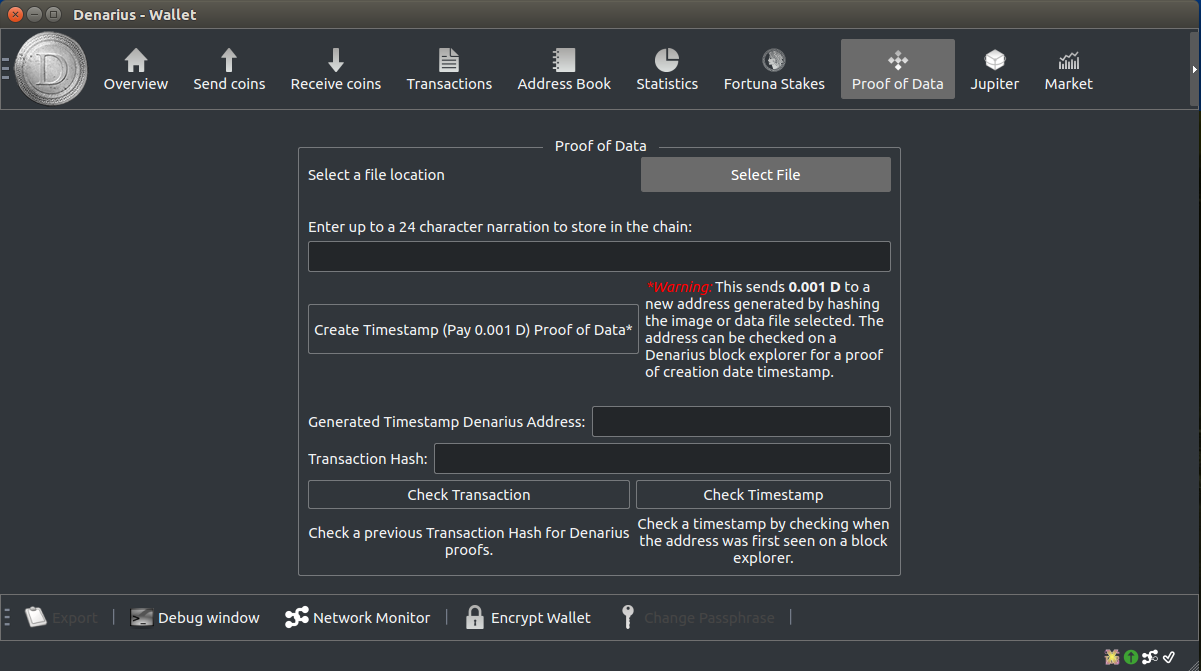 Denarius - Wallet
D
Overview
Send coins
Receive coins
Transactions
Address Book
Statistics
Fortuna Stakes
Proof of Data
Jupiter
Market
Proof of Data
Select a file location
Select File
Enter up to a 24 character narration to store in the chain:
Create Timestamp (Pay 0.001 D) Proof of Data*
*Warning: This sends 0.001 D to a
new address generated by hashing
the image or data file selected. The
address can be checked on a
Denarius block explorer for a proof
of creation date timestamp.
Generated Timestamp Denarius Address:
Transaction Hash:
Check Transaction
Check Timestamp
Check a previous Transaction Hash for Denarius
proofs.
Check a timestamp by checking when
the address was first seen on a block
explorer.
Export
Debug window
Network Monitor
Encrypt Wallet
Change Passphrase